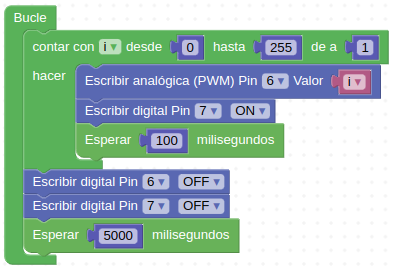 Bucle
contar con i desde 0 hasta 255 de a 1
hacer
Escribir analógica (PWM) Pin 6 Valor i
Escribir digital Pin 7 ON
Esperar 100 milisegundos
Escribir digital Pin 6 OFF
Escribir digital Pin 7 OFF
Esperar 5000 milisegundos